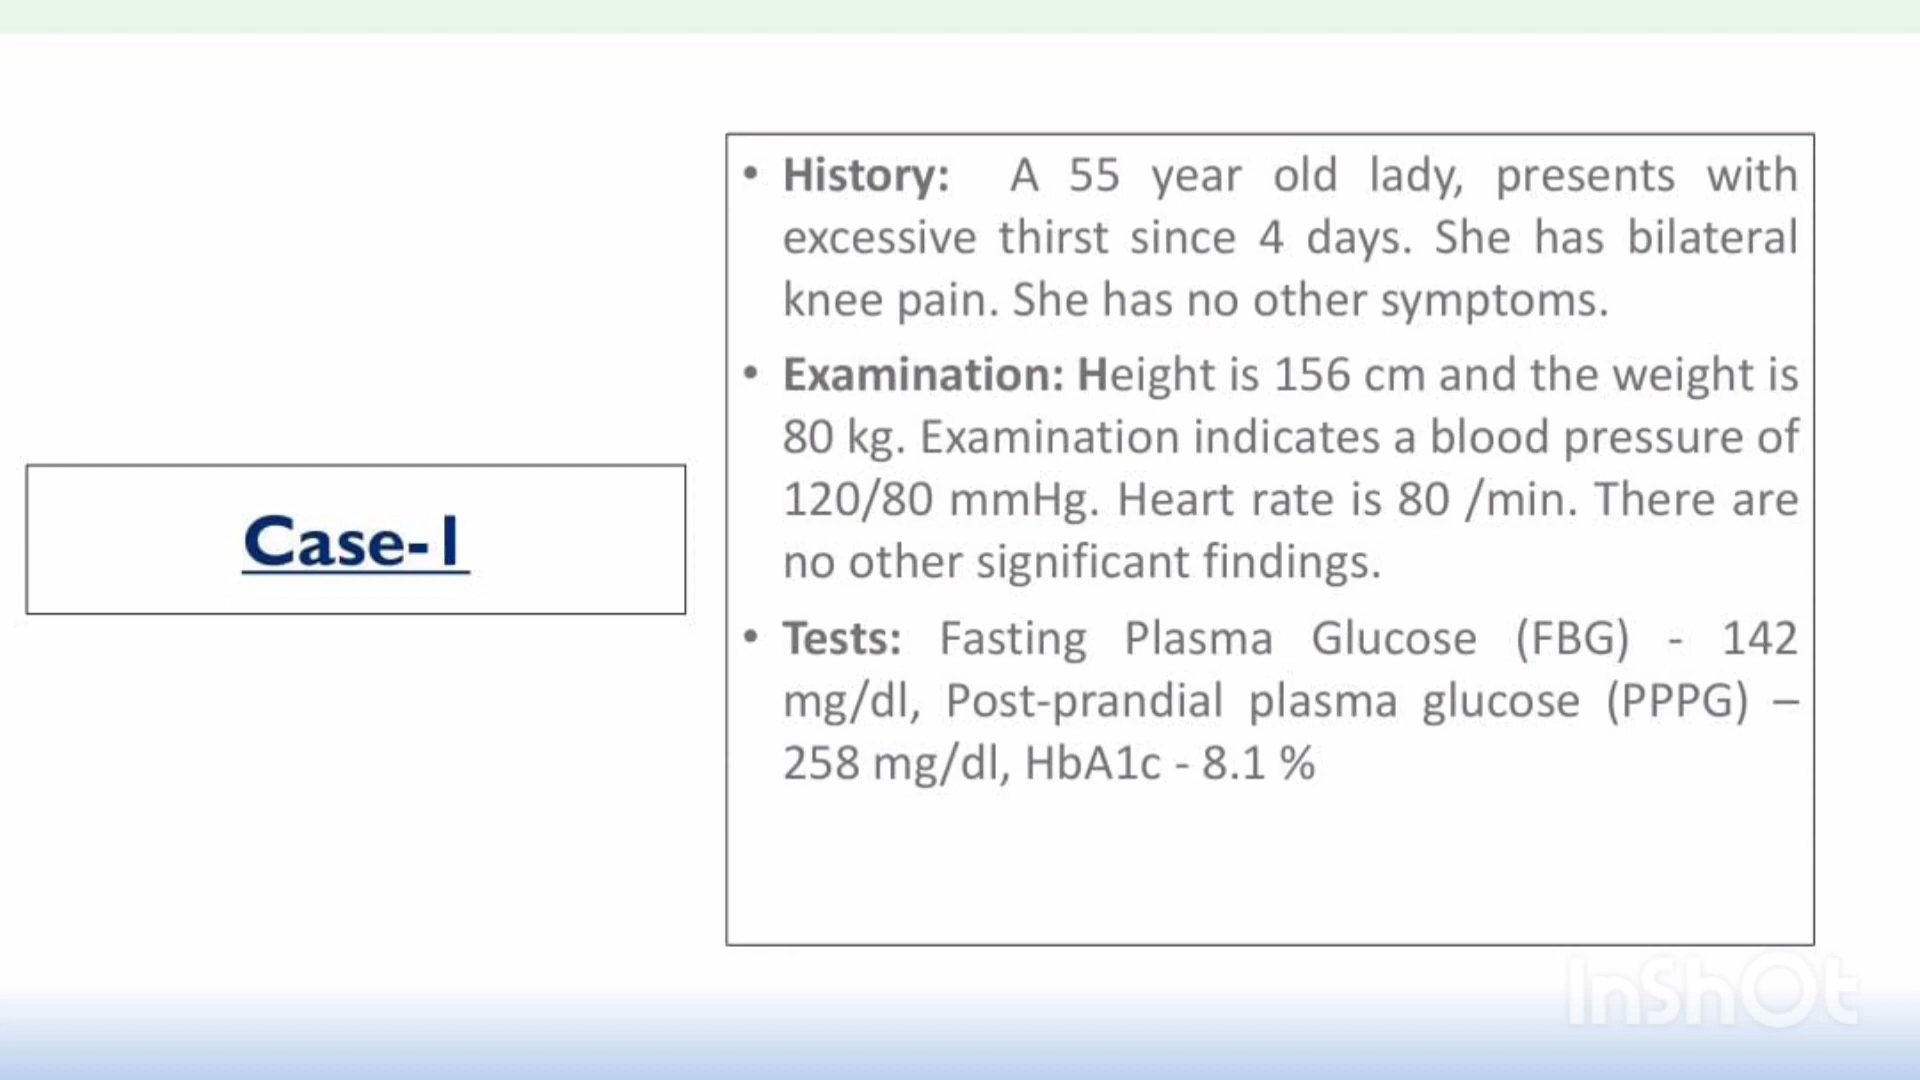 Case-1
• History: A 55 year old lady, presents with
excessive thirst since 4 days. She has bilateral
knee pain. She has no other symptoms.
• Examination: Height is 156 cm and the weight is
80 kg. Examination indicates a blood pressure of
120/80 mmHg. Heart rate is 80 /min. There are
no other significant findings.
• Tests: Fasting Plasma Glucose (FBG) - 142
mg/dl, Post-prandial plasma glucose (PPPG) –
258 mg/dl, HbA1c - 8.1 %
InShOt